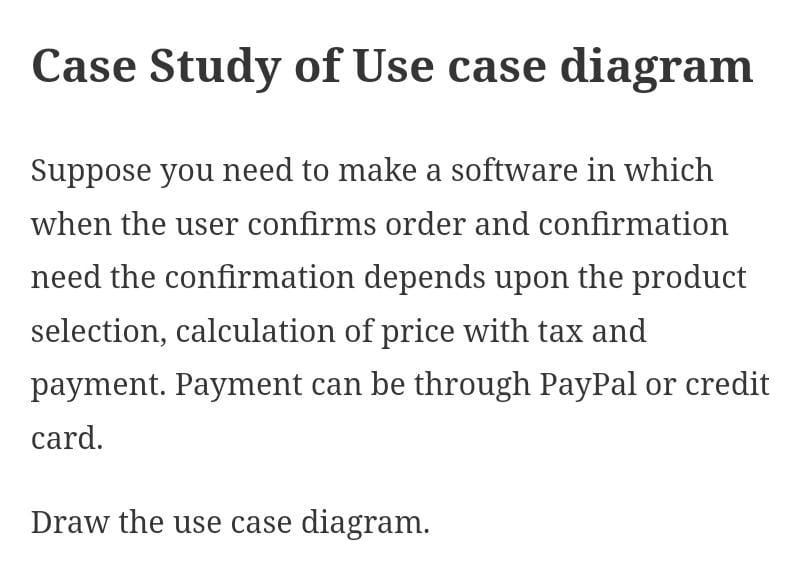 Case Study of Use case diagram
Suppose you need to make a software in which
when the user confirms order and confirmation
need the confirmation depends upon the product
selection, calculation of price with tax and
payment. Payment can be through PayPal or credit
card.
Draw the use case diagram.